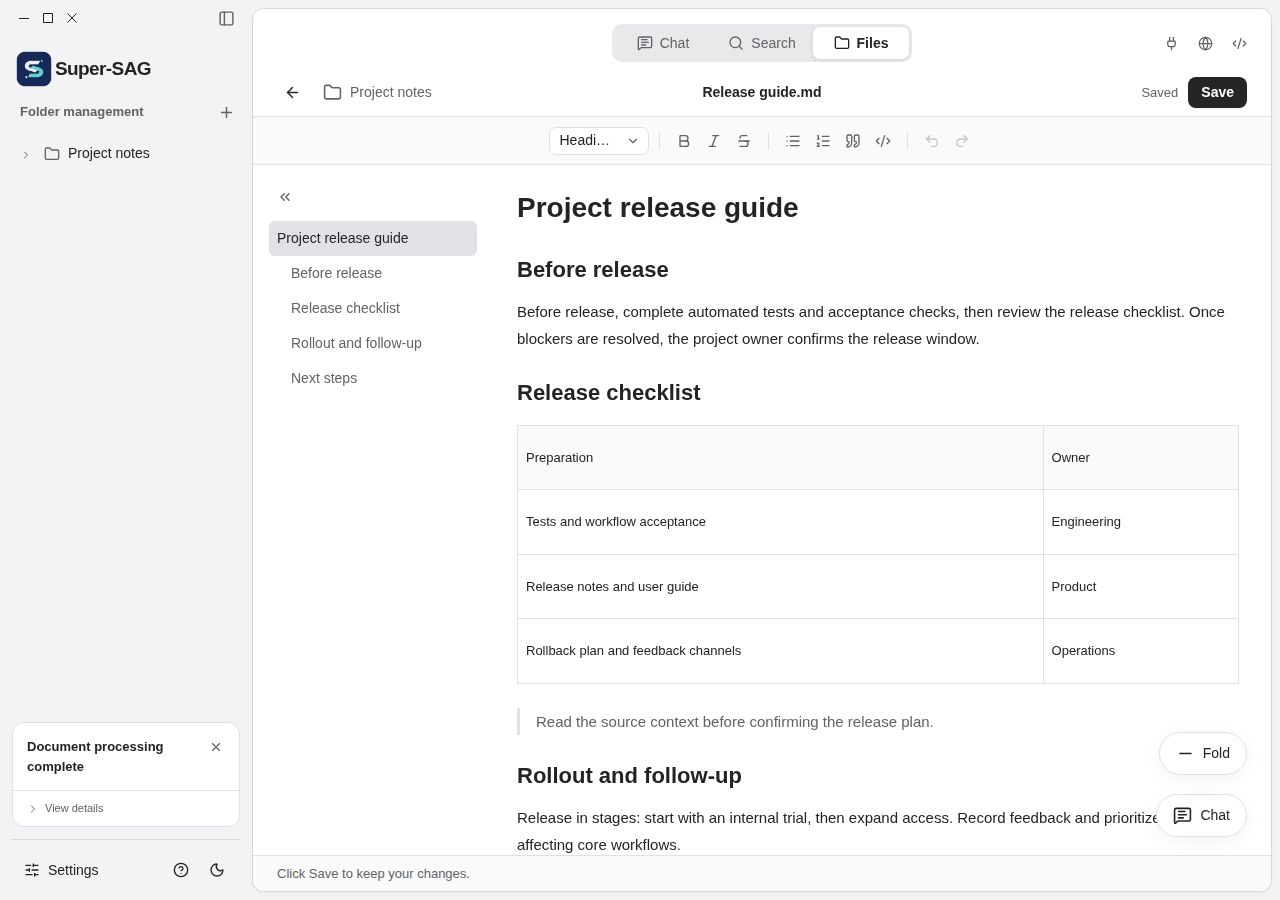 Super-SAG
Folder management
Project notes
Document processing
complete
View details
Settings
Chat
Search
Files
Project notes
Release guide.md
Saved
Save
Headi…
Project release guide
Before release
Release checklist
Rollout and follow-up
Next steps
Project release guide
Before release
Before release, complete automated tests and acceptance checks, then review the release checklist. Once
blockers are resolved, the project owner confirms the release window.
Release checklist
Preparation Owner
Tests and workflow acceptance Engineering
Release notes and user guide Product
Rollback plan and feedback channels Operations
Read the source context before confirming the release plan.
Rollout and follow-up
Release in stages: start with an internal trial, then expand access. Record feedback and prioritize
affecting core workflows.
Fold
Chat
Click Save to keep your changes.